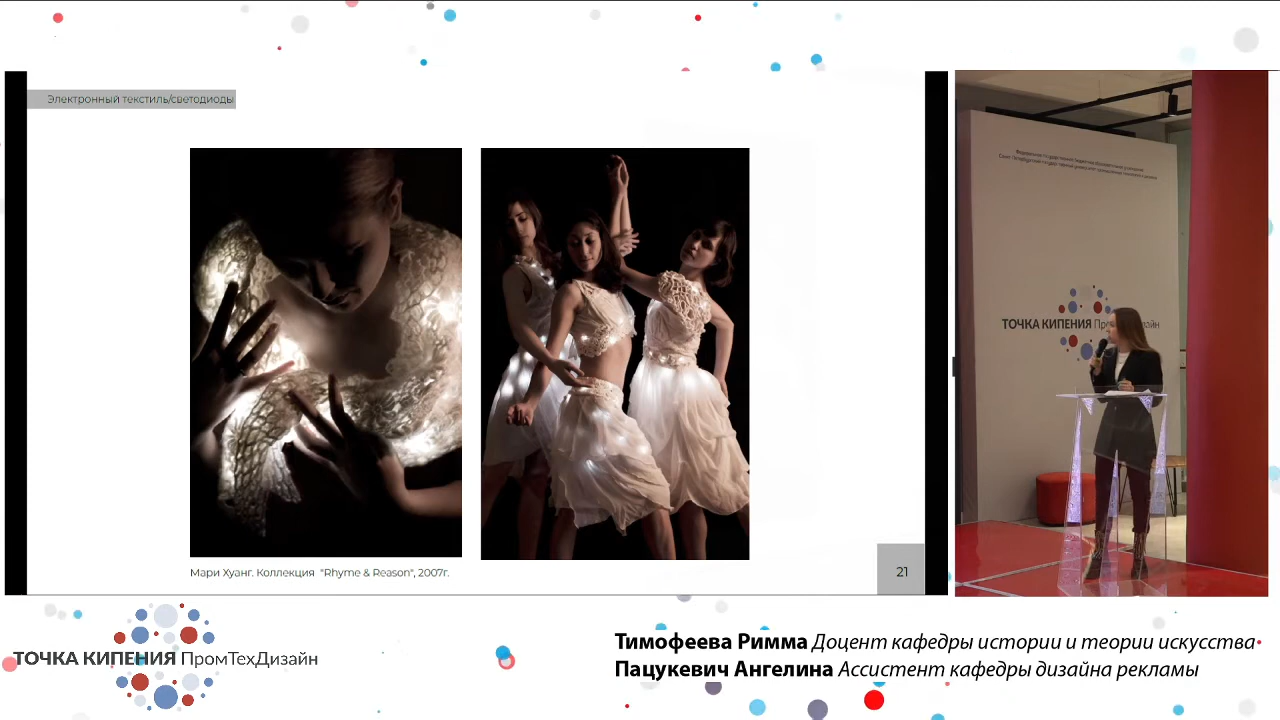 Электронный текстиль/светодиоды
Мари Хуанг. Коллекция "Rhyme & Reason", 2007г.
21
ТОЧКА КИПЕНИЯ Пром
зайн
ТОЧКА КИПЕНИЯ ПромТехДизайн
Тимофеева Римма Доцент кафедры истории и теории искусства
Пацукевич Ангелина Ассистент кафедры дизайна рекламы